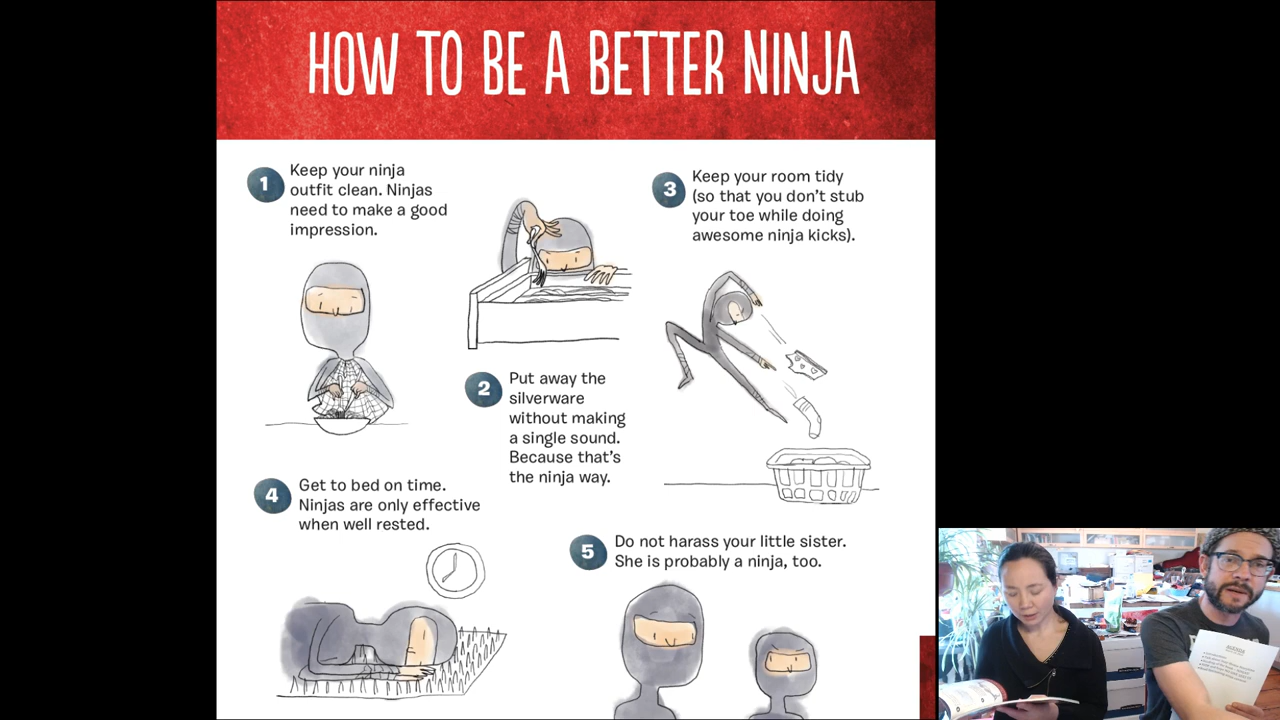 HOW TO BE A BETTER NINJA
1
Keep your ninja
outfit clean. Ninjas
need to make a good
impression.
2
Put away the
silverware
without making
a single sound.
Because that's
the ninja way.
3
Keep your room tidy
(so that you don't stub
your toe while doing
awesome ninja kicks).
4
Get to bed on time.
Ninjas are only effective
when well rested.
5
Do not harass your little sister.
She is probably a ninja, too.
AGENDA